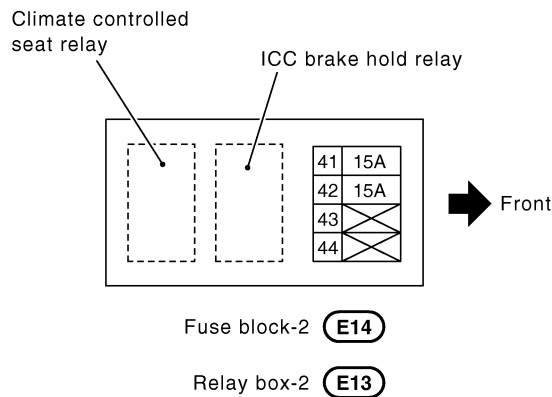 Climate controlled
seat relay
ICC brake hold relay
41 15A
42 15A
43
44
Front
Fuse block-2 E14
Relay box-2 E13